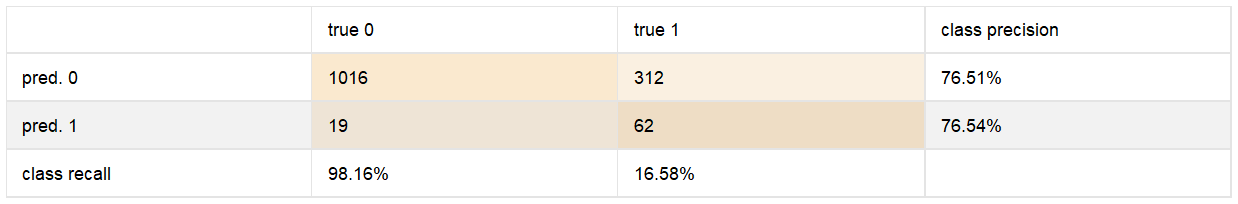 true 0 true 1 class precision
pred. 0 1016 312 76.51%
pred. 1 19 62 76.54%
class recall 98.16% 16.58%